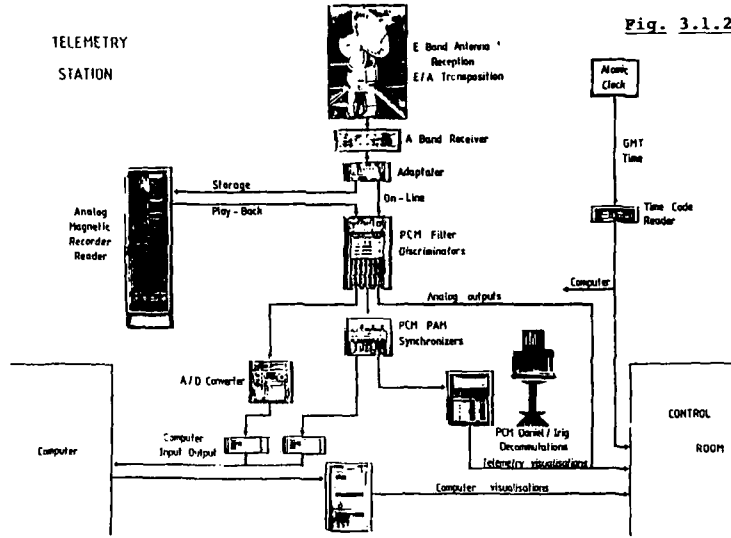 Fig. 3.1.2
TELEMETRY
STATION
E Band Antenna
Reception
E/A Transposition
Atomic
Clock
A Band Receiver
GMT
Time
Adaptater
Storage
On-Line
Play-Back
Time Code
Reader
Analog
Magnetic
Recorder
Reader
PCM Filter
Discriminators
Computer
Analog outputs
PCM PAM
Synchronizers
A/D Converter
CONTROL
ROOM
PCM Daniel / Irig
Decommutations
Computer
Computer
Input Output
Telemetry visualisations
Computer visualisations